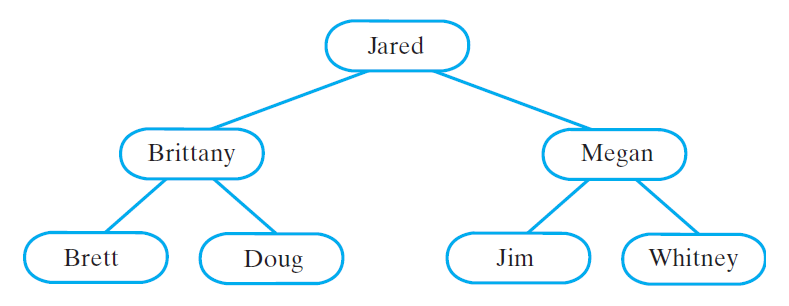 Jared
Brittany
Megan
Brett
Doug
Jim
Whitney